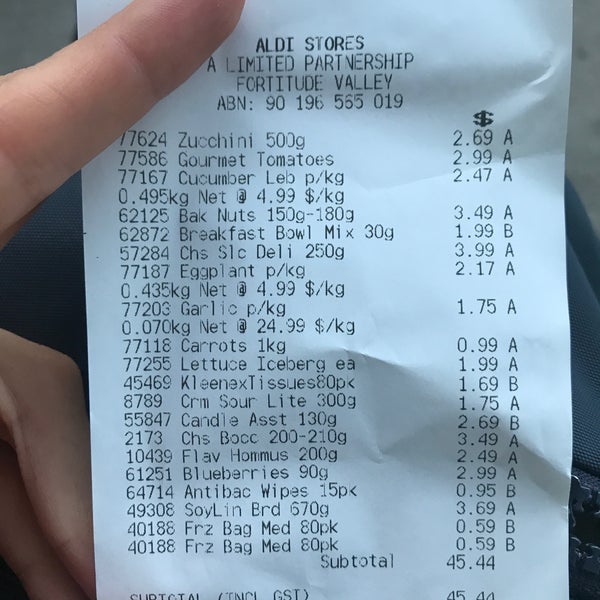 ALDI STORES
A LIMITED PARTNERSHIP
FORTITUDE VALLEY
ABN: 90 196 565 019
$
77624 Zucchini 500g 2.69 A
77586 Gourmet Tomatoes 2.99 A
77167 Cucumber Leb p/kg 2.47 A
0.495kg Net @ 4.99 $/kg
62125 Bak Nuts 150g-180g 3.49 A
62872 Breakfast Bowl Mix 30g 1.99 B
57284 Chs Slc Deli 250g 3.99 A
77187 Eggplant p/kg 2.17 A
0.435kg Net @ 4.99 $/kg
77203 Garlic p/kg 1.75 A
0.070kg Net @ 24.99 $/kg
77118 Carrots 1kg 0.99 A
77255 Lettuce Iceberg ea 1.99 A
45469 KleenexTissues80pk 1.69 B
8789 Crm Sour Lite 300g 1.75 A
55847 Candle Asst 130g 2.69 B
2173 Chs Bocc 200-210g 3.49 A
10439 Flav Hommus 200g 2.49 A
61251 Blueberries 90g 2.99 A
64714 Antibac Wipes 15pk 0.95 B
49308 SoyLin Brd 670g 3.69 A
40188 Frz Bag Med 80pk 0.59 B
40188 Frz Bag Med 80pk 0.59 B
Subtotal 45.44
SUBTOTAL (INCL GST) 45.44